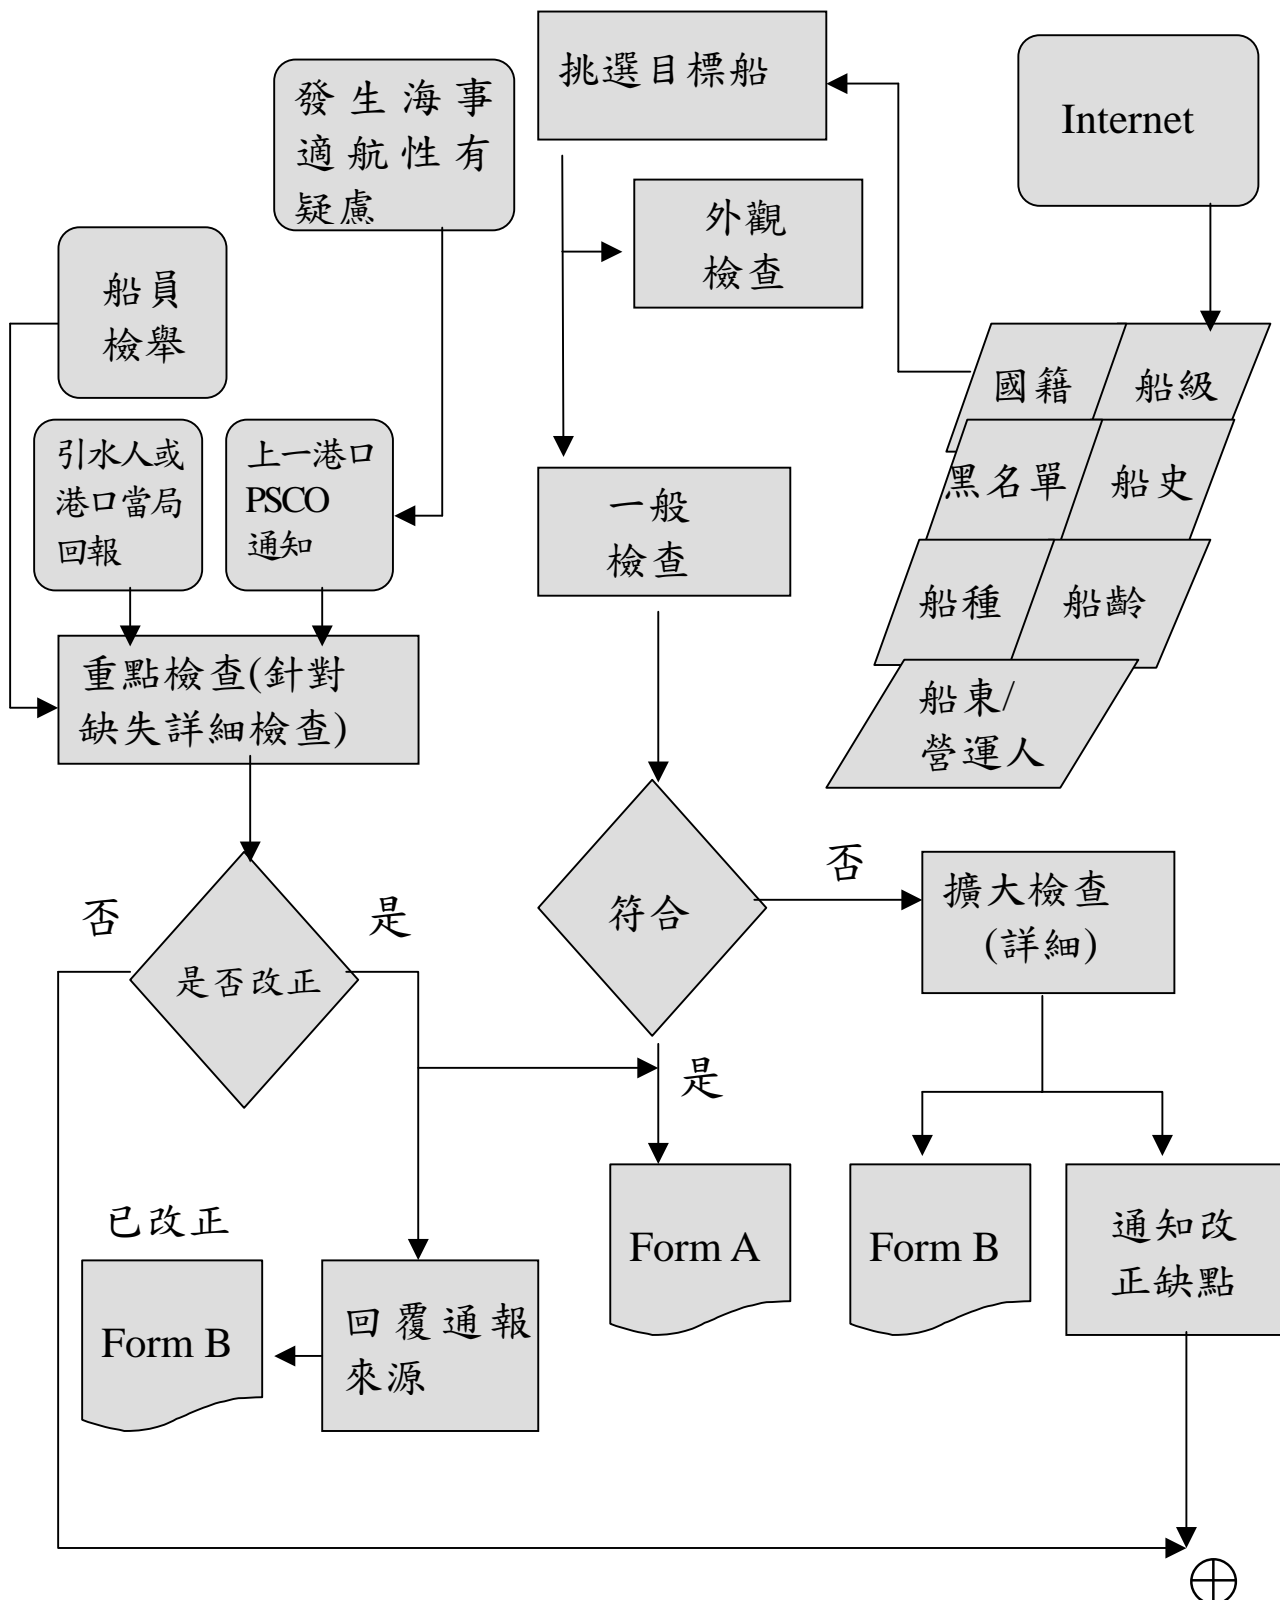 挑選目標船
發生海事
適航性有
疑慮
Internet
外觀
檢查
船員
檢舉
國籍
船級
引水人或
港口當局
回報
上一港口
PSCO
通知
黑名單
船史
一般
檢查
船種
船齡
重點檢查(針對
缺失詳細檢查)
船東/
營運人
否
是
是否改正
符合
否
擴大檢查
(詳細)
是
已改正
Form B
回覆通報
來源
Form A
Form B
通知改
正缺點